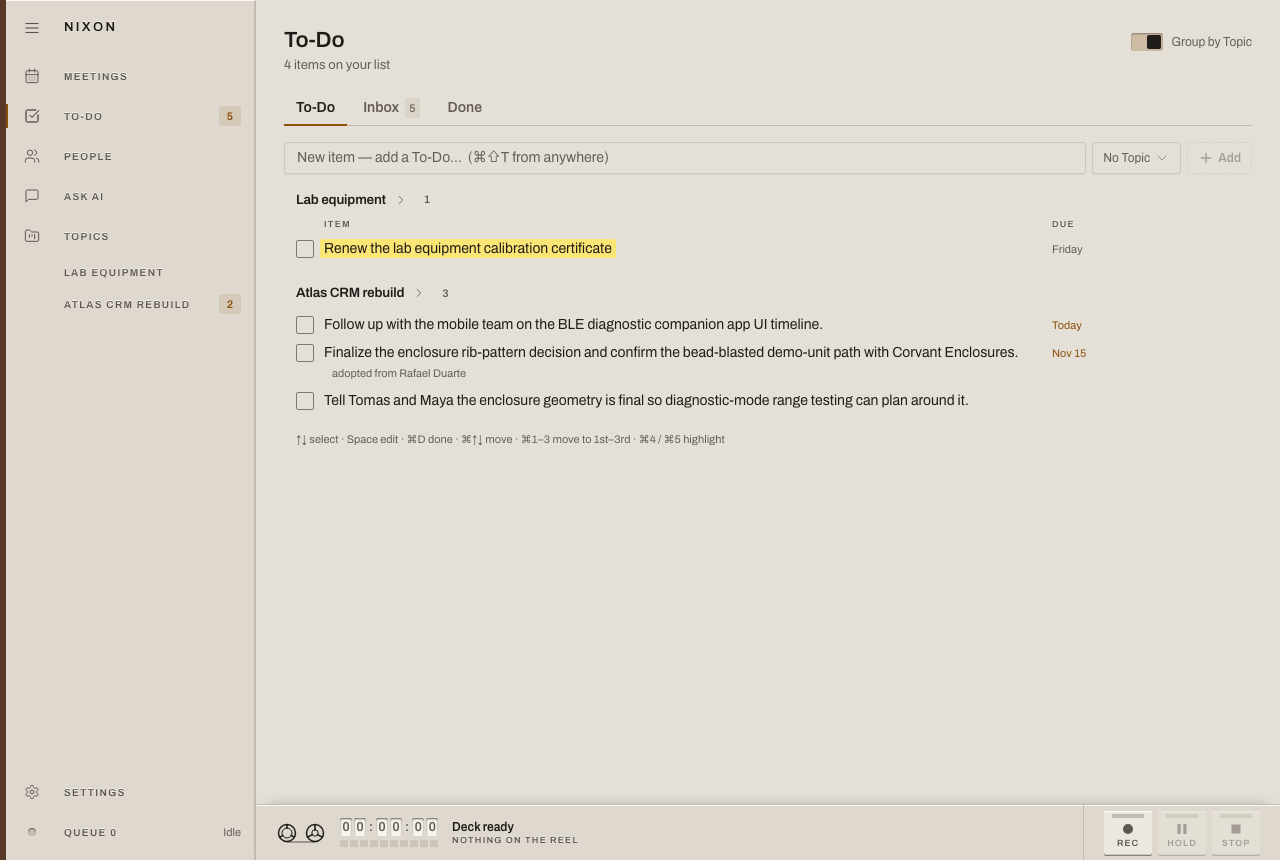 NIXON
MEETINGS
TO-DO 5
PEOPLE
ASK AI
TOPICS
LAB EQUIPMENT
ATLAS CRM REBUILD 2
SETTINGS
QUEUE 0 Idle
To-Do
4 items on your list
Group by Topic
To-Do Inbox 5 Done
New item — add a To-Do... (⌘⇧T from anywhere) No Topic + Add
Lab equipment > 1
ITEM DUE
Renew the lab equipment calibration certificate Friday
Atlas CRM rebuild > 3
Follow up with the mobile team on the BLE diagnostic companion app UI timeline. Today
Finalize the enclosure rib-pattern decision and confirm the bead-blasted demo-unit path with Corvant Enclosures. Nov 15
adopted from Rafael Duarte
Tell Tomas and Maya the enclosure geometry is final so diagnostic-mode range testing can plan around it.
↑↓ select · Space edit · ⌘D done · ⌘↑↓ move · ⌘1–3 move to 1st–3rd · ⌘4 / ⌘5 highlight
00:00:00 Deck ready
NOTHING ON THE REEL
REC HOLD STOP